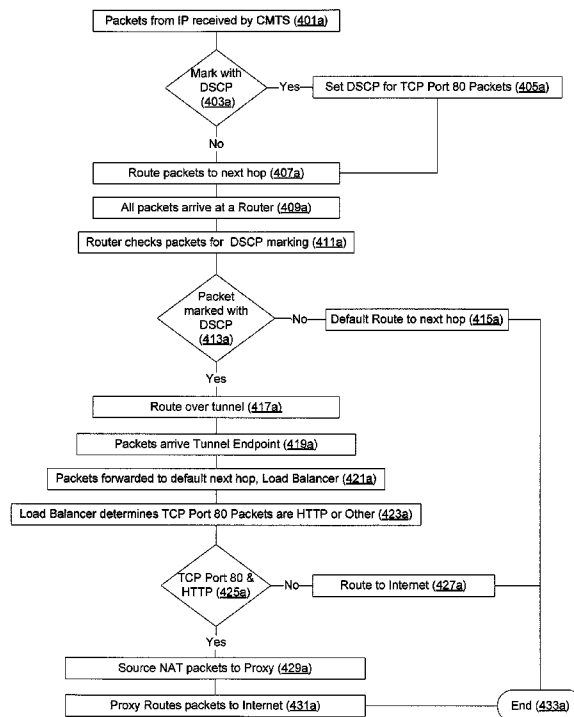 Packets from IP received by CMTS (401a)
Mark with
DSCP
(403a)
Yes
Set DSCP for TCP Port 80 Packets (405a)
No
Route packets to next hop (407a)
All packets arrive at a Router (409a)
Router checks packets for DSCP marking (411a)
Packet
marked with
DSCP
(413a)
No
Default Route to next hop (415a)
Yes
Route over tunnel (417a)
Packets arrive Tunnel Endpoint (419a)
Packets forwarded to default next hop, Load Balancer (421a)
Load Balancer determines TCP Port 80 Packets are HTTP or Other (423a)
TCP Port 80 &
HTTP (425a)
No
Route to Internet (427a)
Yes
Source NAT packets to Proxy (429a)
Proxy Routes packets to Internet (431a)
End (433a)